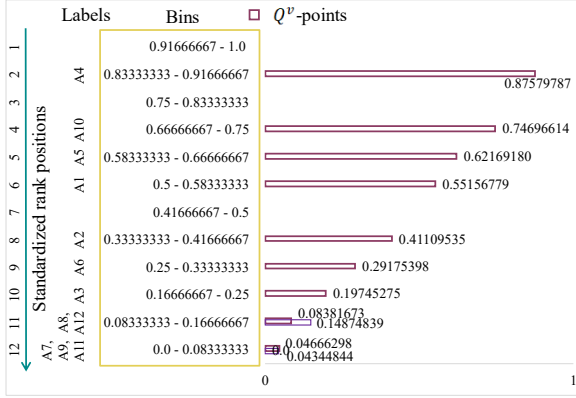 Labels Bins Qᵛ-points
Standardized rank positions
1 0.91666667 - 1.0
2 A4 0.83333333 - 0.91666667 0.87579787
3 0.75 - 0.83333333
4 A10 0.66666667 - 0.75 0.74696614
5 A5 0.58333333 - 0.66666667 0.62169180
6 A1 0.5 - 0.58333333 0.55156779
7 0.41666667 - 0.5
8 A2 0.33333333 - 0.41666667 0.41109535
9 A6 0.25 - 0.33333333 0.29175398
10 A3 0.16666667 - 0.25 0.19745275
11 A8, A12 0.08333333 - 0.16666667 0.08381673 0.14874839
12 A7, A9, A11 0.0 - 0.08333333 0.0 0.04666298 0.04344844
0 1